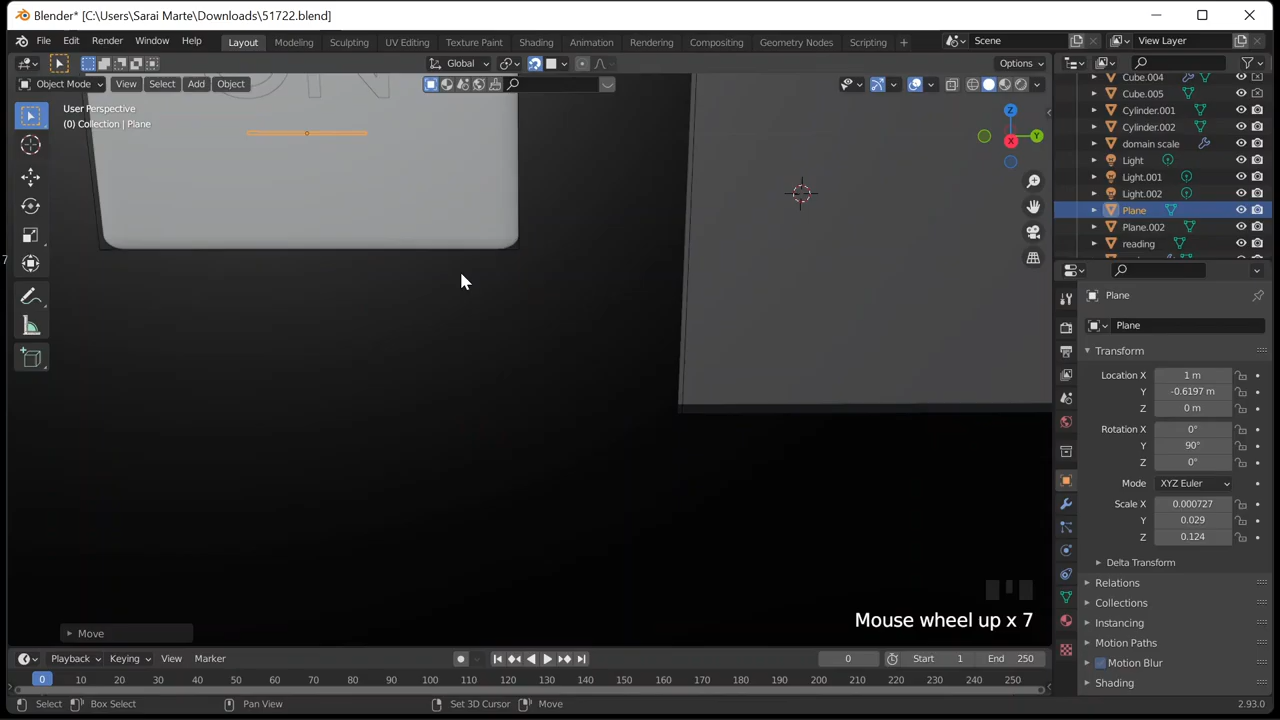 Blender* [C:\Users\Sarai Marte\Downloads\51722.blend]
File Edit Render Window Help Layout Modeling Sculpting UV Editing Texture Paint Shading Animation Rendering Compositing Geometry Nodes Scripting Scene View Layer
Global Options
Object Mode View Select Add Object
User Perspective
(0) Collection | Plane
ON
Z
Y
X
Cube.004
Cube.005
Cylinder.001
Cylinder.002
domain scale
Light
Light.001
Light.002
Plane
Plane.002
reading
7
Plane
Plane
Transform
Location X 1 m
Y -0.6197 m
Z 0 m
Rotation X 0°
Y 90°
Z 0°
Mode XYZ Euler
Scale X 0.000727
Y 0.029
Z 0.124
Delta Transform
Relations
Collections
Instancing
Motion Paths
Motion Blur
Shading
Mouse wheel up x 7
Move
Playback Keying View Marker 0 Start 1 End 250
0 10 20 30 40 50 60 70 80 90 100 110 120 130 140 150 160 170 180 190 200 210 220 230 240 250
Select Box Select Pan View Set 3D Cursor Move 2.93.0